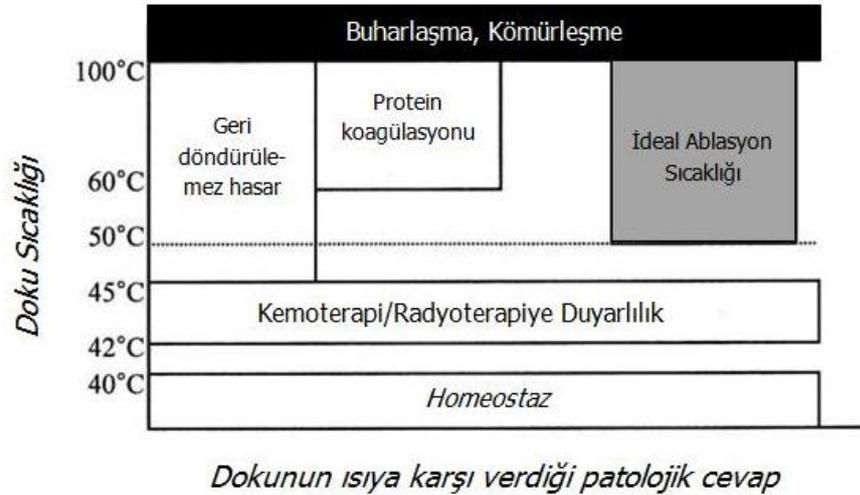 Buharlaşma, Kömürleşme
100°C
Geri
döndürüle-
mez hasar
Protein
koagülasyonu
İdeal Ablasyon
Sıcaklığı
60°C
50°C
45°C
Kemoterapi/Radyoterapiye Duyarlılık
42°C
40°C
Homeostaz
Doku Sıcaklığı
Dokunun ısıya karşı verdiği patolojik cevap